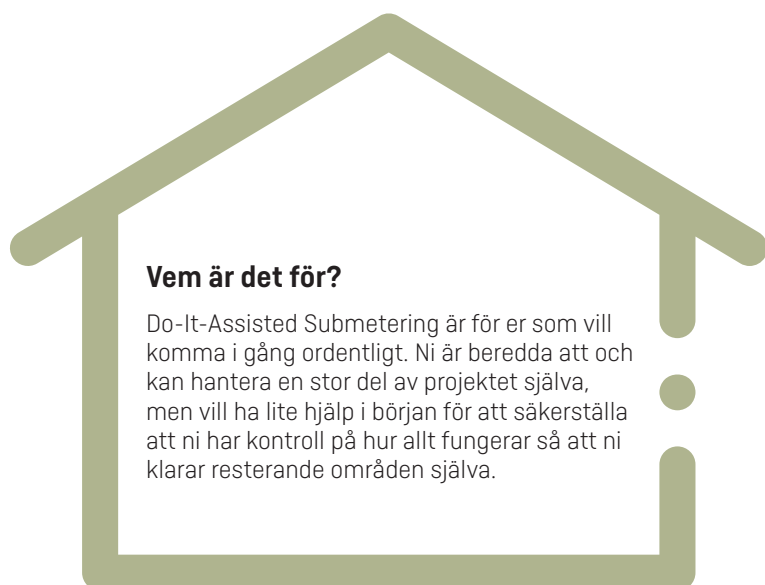 Vem är det för?
Do-It-Assisted Submetering är för er som vill
komma i gång ordentligt. Ni är beredda att och
kan hantera en stor del av projektet själva,
men vill ha lite hjälp i början för att säkerställa
att ni har kontroll på hur allt fungerar så att ni
klarar resterande områden själva.